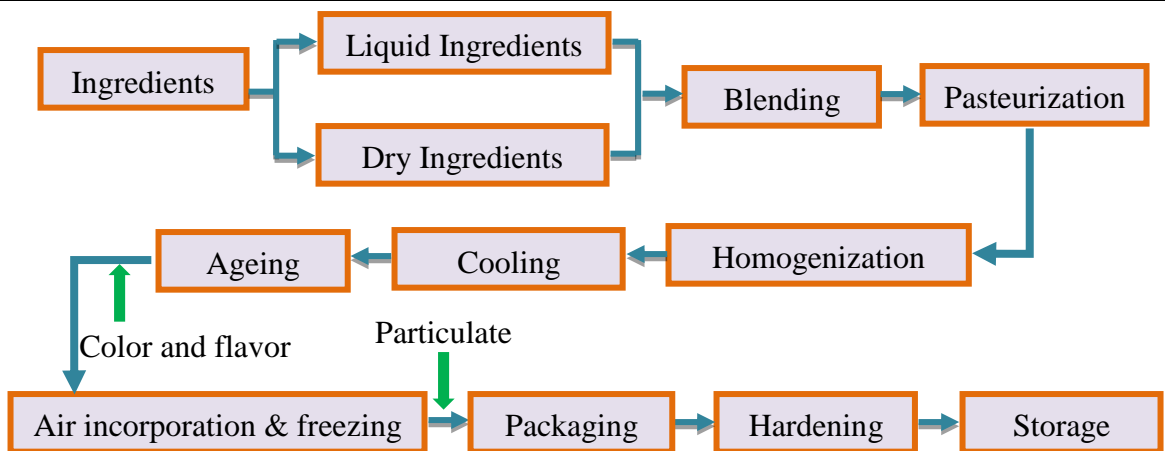 Liquid Ingredients
Ingredients
Blending
Pasteurization
Dry Ingredients
Ageing
Cooling
Homogenization
Color and flavor
Particulate
Air incorporation & freezing
Packaging
Hardening
Storage